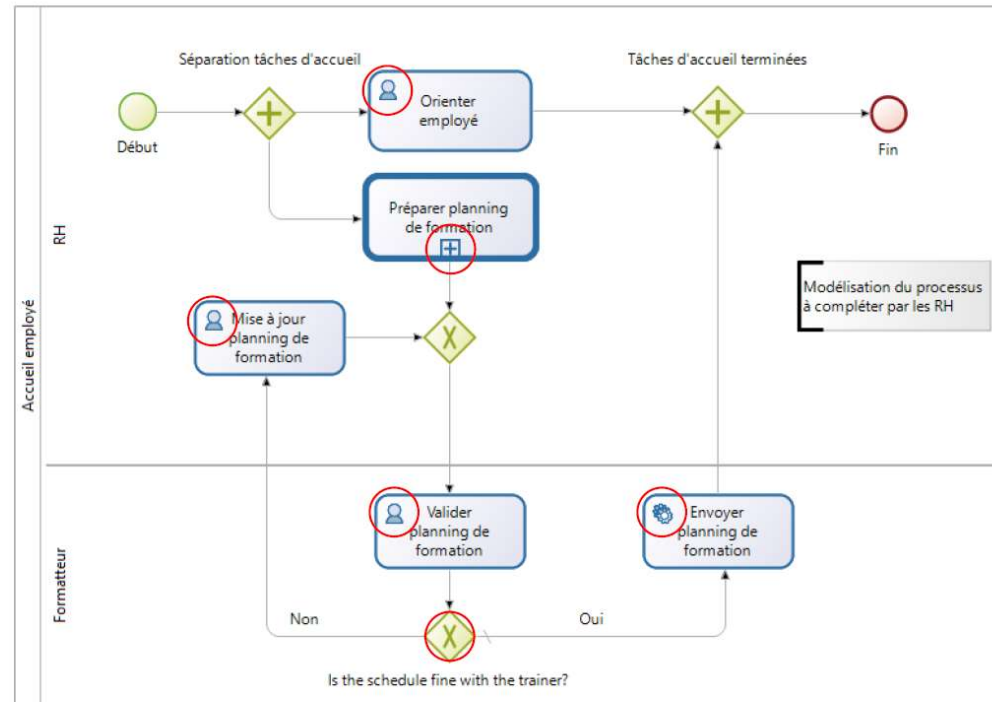 Accueil employé
RH
Séparation tâches d'accueil
Tâches d'accueil terminées
Début
Orienter
employé
Fin
Préparer planning
de formation
Modélisation du processus
à compléter par les RH
Mise à jour
planning de
formation
Formatteur
Valider
planning de
formation
Envoyer
planning de
formation
Non
Oui
Is the schedule fine with the trainer?